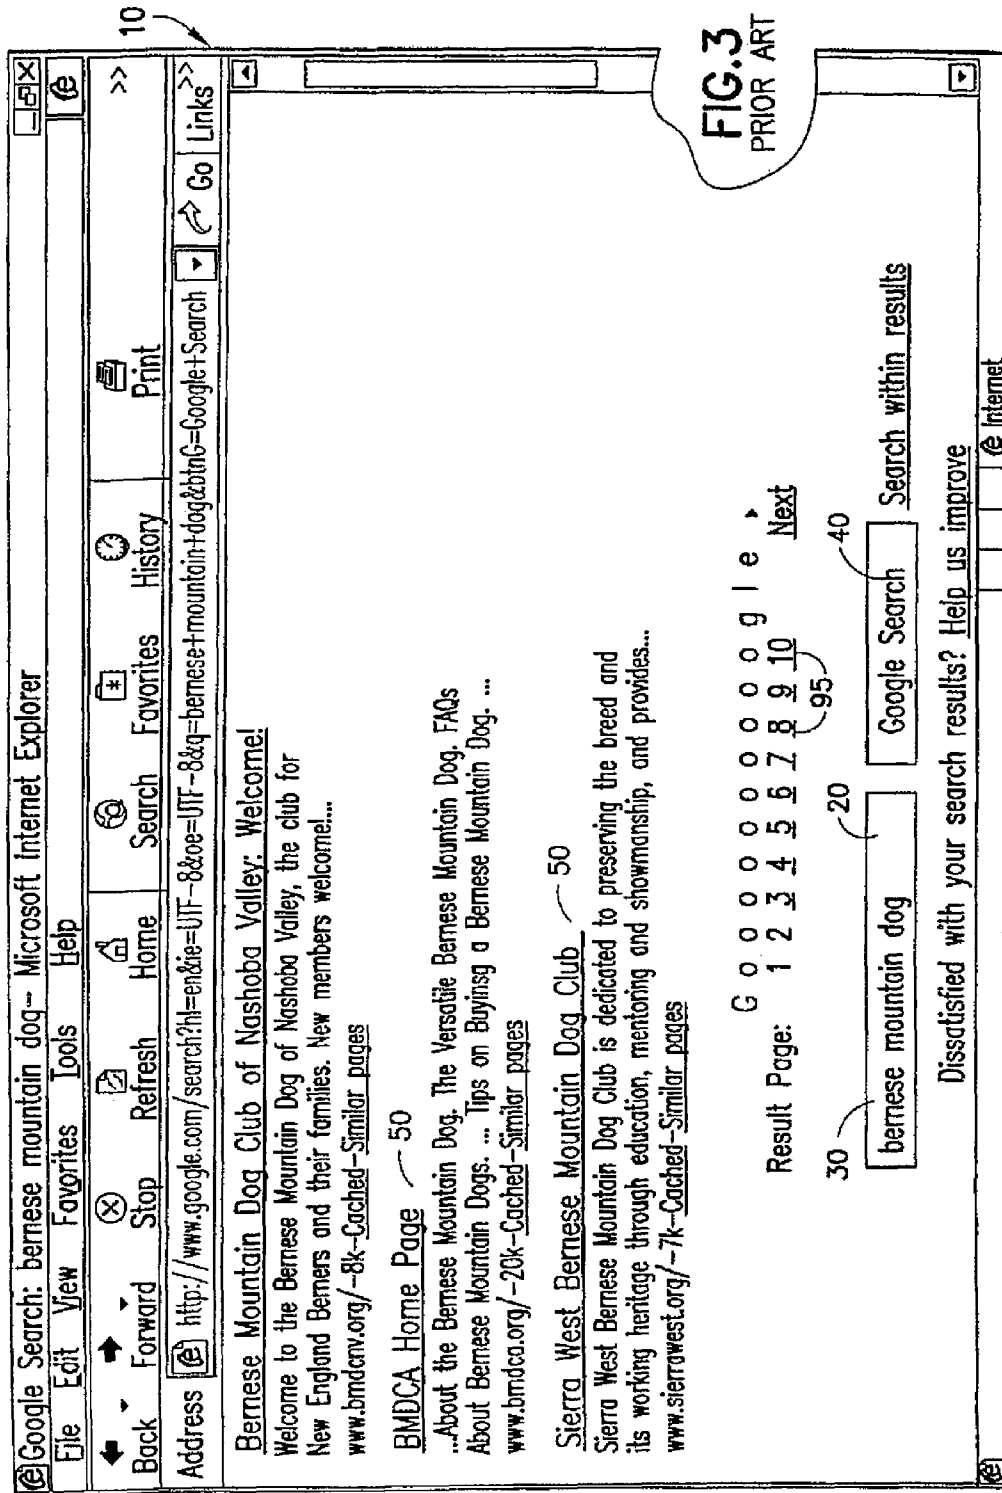 Google Search: bernese mountain dog-- Microsoft Internet Explorer
File Edit View Favorites Tools Help
Back Forward Stop Refresh Home Search Favorites History Print >>
10
Address http://www.google.com/search?hl=en&ie=UTF-8&oe=UTF-8&q=bernese+mountain+dog&btnG=Google+Search Go Links >>
Bernese Mountain Dog Club of Nashoba Valley: Welcome!
Welcome to the Bernese Mountain Dog of Nashoba Valley, the club for
New England Berners and their families. New members welcome!....
www.bmdcnv.org/-8k-Cached-Similar pages
BMDCA Home Page 50
...About the Bernese Mountain Dog. The Versatile Bernese Mountain Dog. FAQs
About Bernese Mountain Dogs. ... Tips on Buyinsg a Bernese Mountain Dog. ...
www.bmdca.org/-20k-Cached-Similar pages
Sierra West Bernese Mountain Dog Club 50
Sierra West Bernese Mountain Dog Club is dedicated to preserving the breed and
its working heritage through education, mentoring and showmanship, and provides...
www.sierrawest.org/-7k-Cached-Similar pages
G o o o o o o o o o o g l e
Result Page: 1 2 3 4 5 6 7 8 9 10 Next
95
30 20 40
bernese mountain dog Google Search Search within results
Dissatisfied with your search results? Help us improve
Internet
FIG.3
PRIOR ART